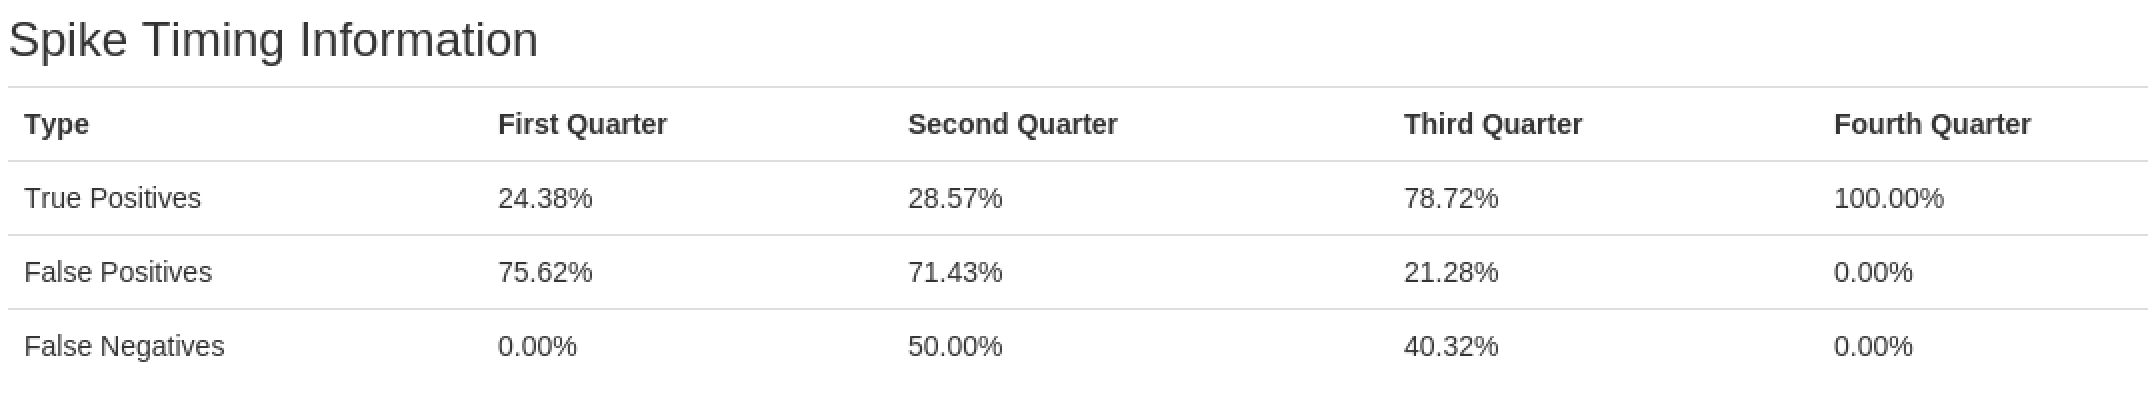 Spike Timing Information
Type First Quarter Second Quarter Third Quarter Fourth Quarter
True Positives 24.38% 28.57% 78.72% 100.00%
False Positives 75.62% 71.43% 21.28% 0.00%
False Negatives 0.00% 50.00% 40.32% 0.00%